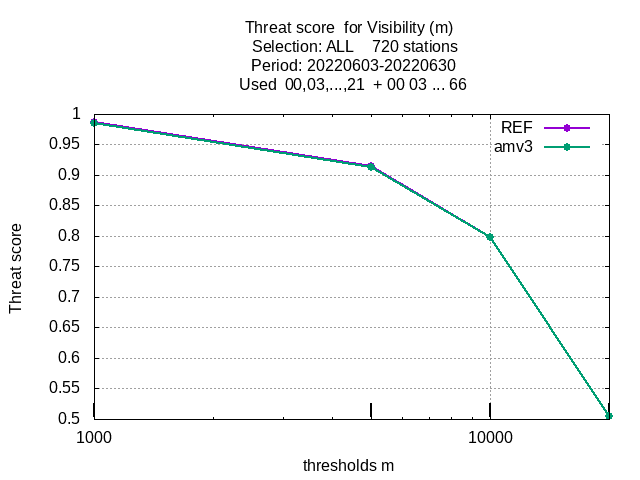 Threat score  for Visibility (m)
Selection: ALL    720 stations
Period: 20220603-20220630
Used  00,03,...,21  + 00 03 ... 66
REF
amv3
1
0.95
0.9
0.85
0.8
0.75
0.7
0.65
0.6
0.55
0.5
Threat score
1000
10000
thresholds m